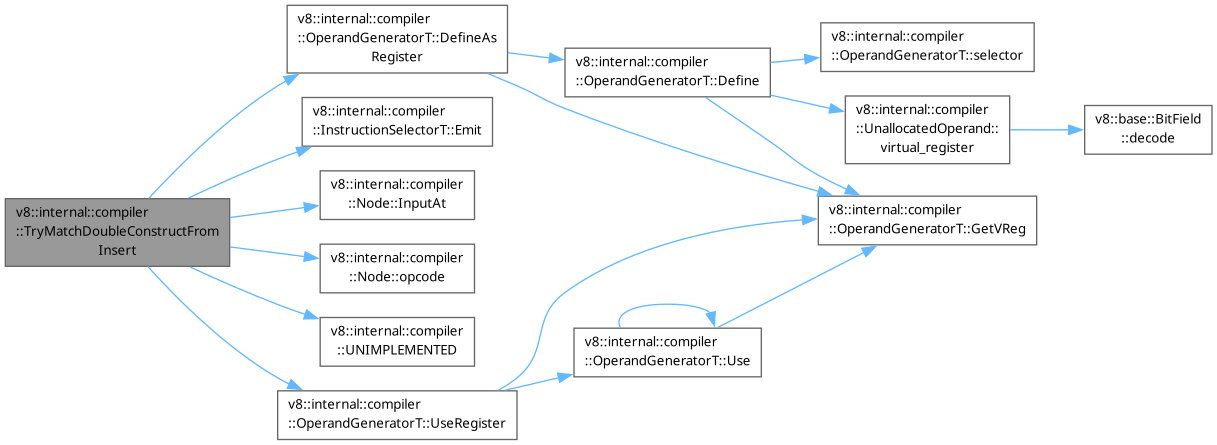 v8::internal::compiler
::TryMatchDoubleConstructFrom
Insert
v8::internal::compiler
::OperandGeneratorT::DefineAs
Register
v8::internal::compiler
::InstructionSelectorT::Emit
v8::internal::compiler
::Node::InputAt
v8::internal::compiler
::Node::opcode
v8::internal::compiler
::UNIMPLEMENTED
v8::internal::compiler
::OperandGeneratorT::UseRegister
v8::internal::compiler
::OperandGeneratorT::Define
v8::internal::compiler
::OperandGeneratorT::Use
v8::internal::compiler
::OperandGeneratorT::selector
v8::internal::compiler
::UnallocatedOperand::
virtual_register
v8::internal::compiler
::OperandGeneratorT::GetVReg
v8::base::BitField
::decode